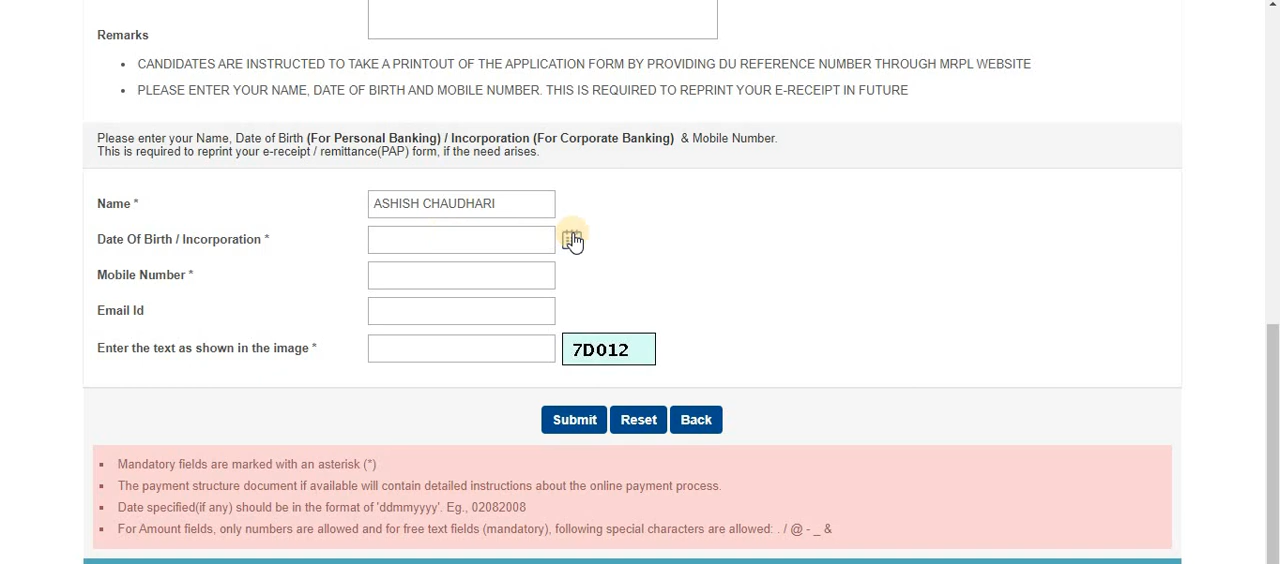 Remarks
CANDIDATES ARE INSTRUCTED TO TAKE A PRINTOUT OF THE APPLICATION FORM BY PROVIDING DU REFERENCE NUMBER THROUGH MRPL WEBSITE
PLEASE ENTER YOUR NAME, DATE OF BIRTH AND MOBILE NUMBER. THIS IS REQUIRED TO REPRINT YOUR E-RECEIPT IN FUTURE
Please enter your Name, Date of Birth (For Personal Banking) / Incorporation (For Corporate Banking) & Mobile Number.
This is required to reprint your e-receipt / remittance(PAP) form, if the need arises.
Name * ASHISH CHAUDHARI
Date Of Birth / Incorporation *
Mobile Number *
Email Id
Enter the text as shown in the image * 7D012
Submit Reset Back
Mandatory fields are marked with an asterisk (*)
The payment structure document if available will contain detailed instructions about the online payment process.
Date specified(if any) should be in the format of 'ddmmyyyy'. Eg., 02082008
For Amount fields, only numbers are allowed and for free text fields (mandatory), following special characters are allowed: . / @ - _ &